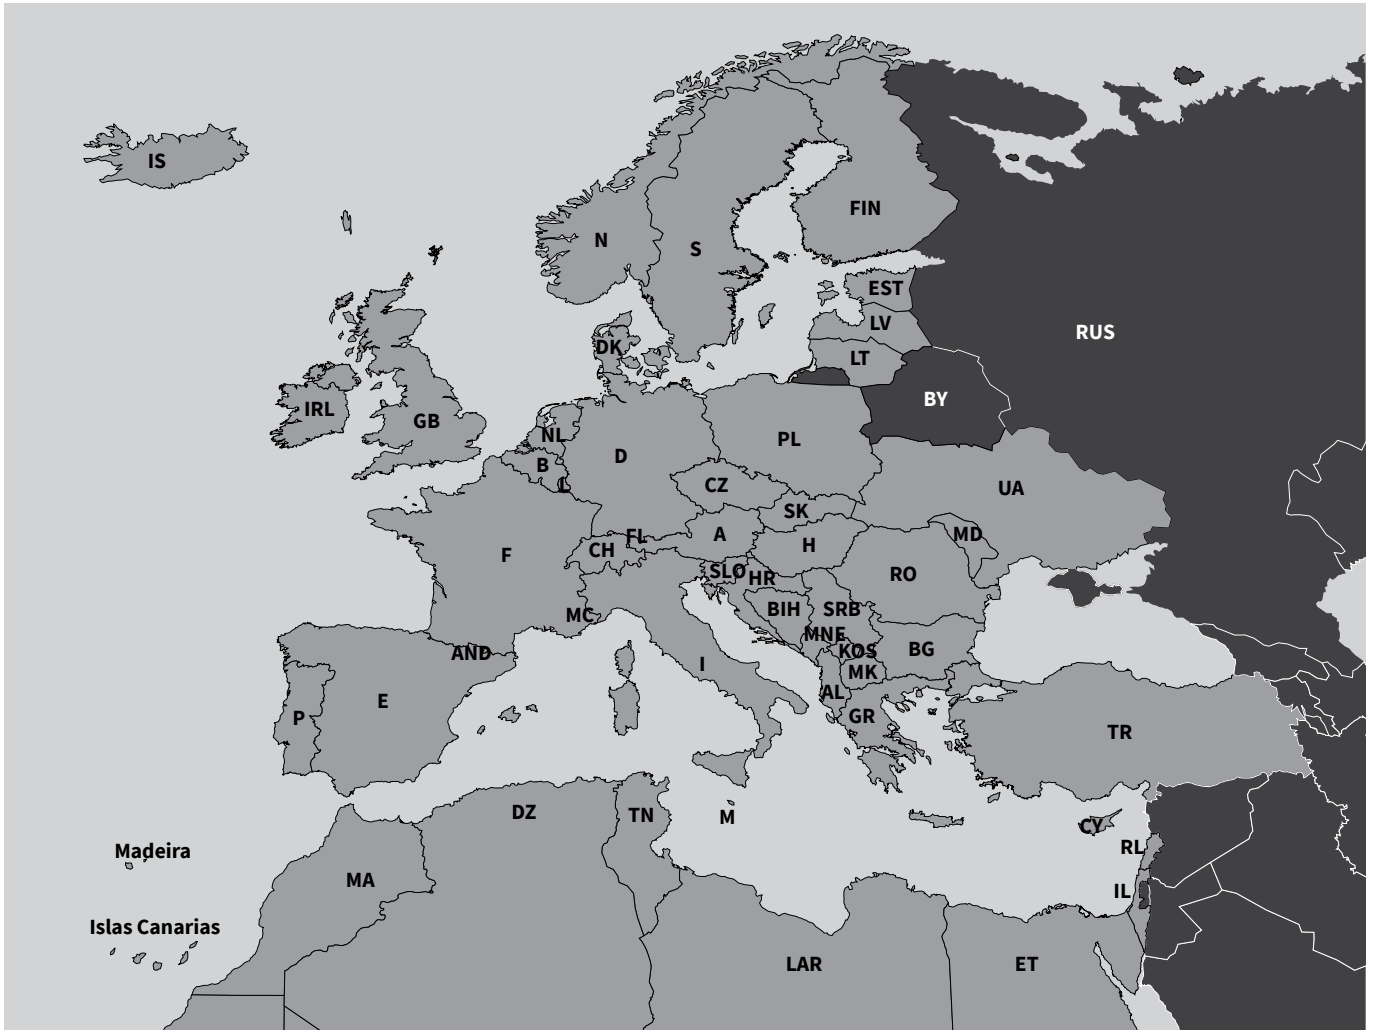 IS
FIN
N
S
EST
LV
RUS
DK
LT
BY
IRL
GB
NL
PL
D
B
L
CZ
UA
SK
A
MD
FL
H
CH
F
SLO
HR
RO
MC
BIH
SRB
MNE
AND
KOS
BG
I
MK
AL
E
P
GR
TR
DZ
TN
M
CY
RL
Madeira
MA
IL
Islas Canarias
LAR
ET